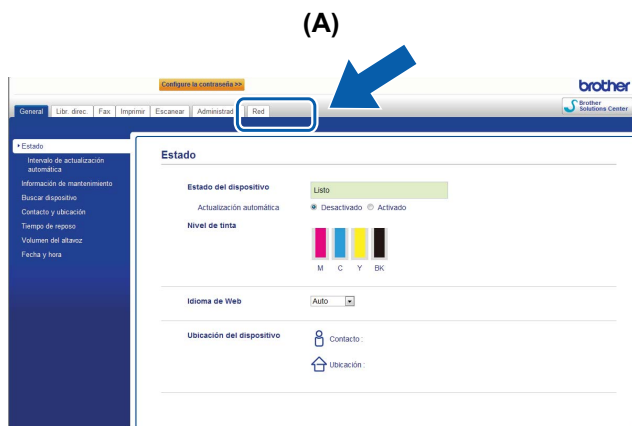 (A)
Configure la contraseña >>
brother
General Libr. direc. Fax Imprimir Escanear Administrad Red
Brother
Solutions Center
Estado
Intervalo de actualización
automática
Información de mantenimiento
Buscar dispositivo
Contacto y ubicación
Tiempo de reposo
Volumen del altavoz
Fecha y hora
Estado
Estado del dispositivo Listo
Actualización automática Desactivado Activado
Nivel de tinta
M C Y BK
Idioma de Web Auto
Ubicación del dispositivo Contacto :
Ubicación :